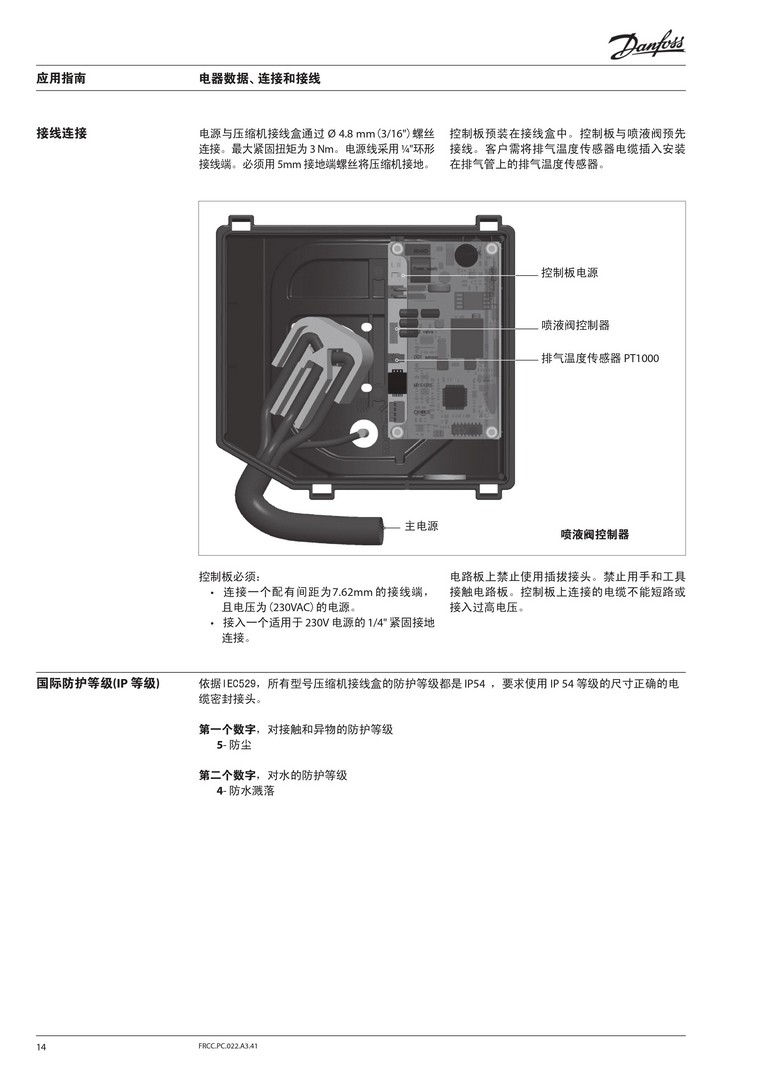 Danfoss
应用指南
电器数据、连接和接线
接线连接
电源与压缩机接线盒通过 Ø 4.8 mm（3/16"）螺丝
连接。最大紧固扭矩为 3 Nm。电源线采用 ¼"环形
接线端。必须用 5mm 接地端螺丝将压缩机接地。
控制板预装在接线盒中。控制板与喷液阀预先
接线。客户需将排气温度传感器电缆插入安装
在排气管上的排气温度传感器。
控制板电源
喷液阀控制器
排气温度传感器 PT1000
主电源
喷液阀控制器
控制板必须：
• 连接一个配有间距为7.62mm 的接线端，
且电压为（230VAC）的电源。
• 接入一个适用于 230V 电源的 1/4" 紧固接地
连接。
电路板上禁止使用插拔接头。禁止用手和工具
接触电路板。控制板上连接的电缆不能短路或
接入过高电压。
国际防护等级(IP 等级)
依据IEC529，所有型号压缩机接线盒的防护等级都是 IP54 ，要求使用 IP 54 等级的尺寸正确的电
缆密封接头。
第一个数字，对接触和异物的防护等级
5- 防尘
第二个数字，对水的防护等级
4- 防水溅落
14
FRCC.PC.022.A3.41